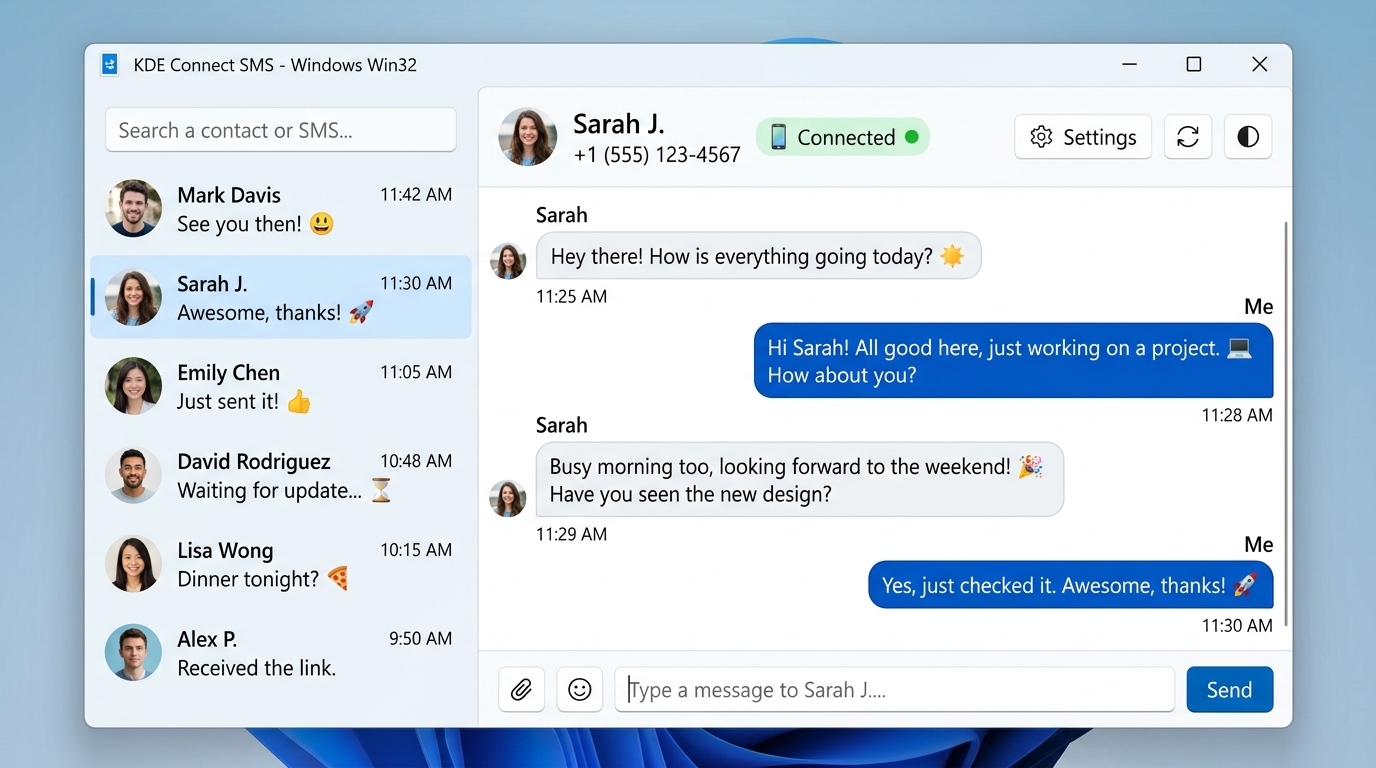 KDE Connect SMS - Windows Win32
Search a contact or SMS...
Mark Davis 11:42 AM
See you then! 😃
Sarah J. 11:30 AM
Awesome, thanks! 🚀
Emily Chen 11:05 AM
Just sent it! 👍
David Rodriguez 10:48 AM
Waiting for update... ⏳
Lisa Wong 10:15 AM
Dinner tonight? 🍕
Alex P. 9:50 AM
Received the link.
Sarah J.
+1 (555) 123-4567
Connected
Settings
Sarah
Hey there! How is everything going today? ☀️
11:25 AM
Me
Hi Sarah! All good here, just working on a project. 💻
How about you?
11:28 AM
Sarah
Busy morning too, looking forward to the weekend! 🎉
Have you seen the new design?
11:29 AM
Me
Yes, just checked it. Awesome, thanks! 🚀
11:30 AM
Type a message to Sarah J....
Send